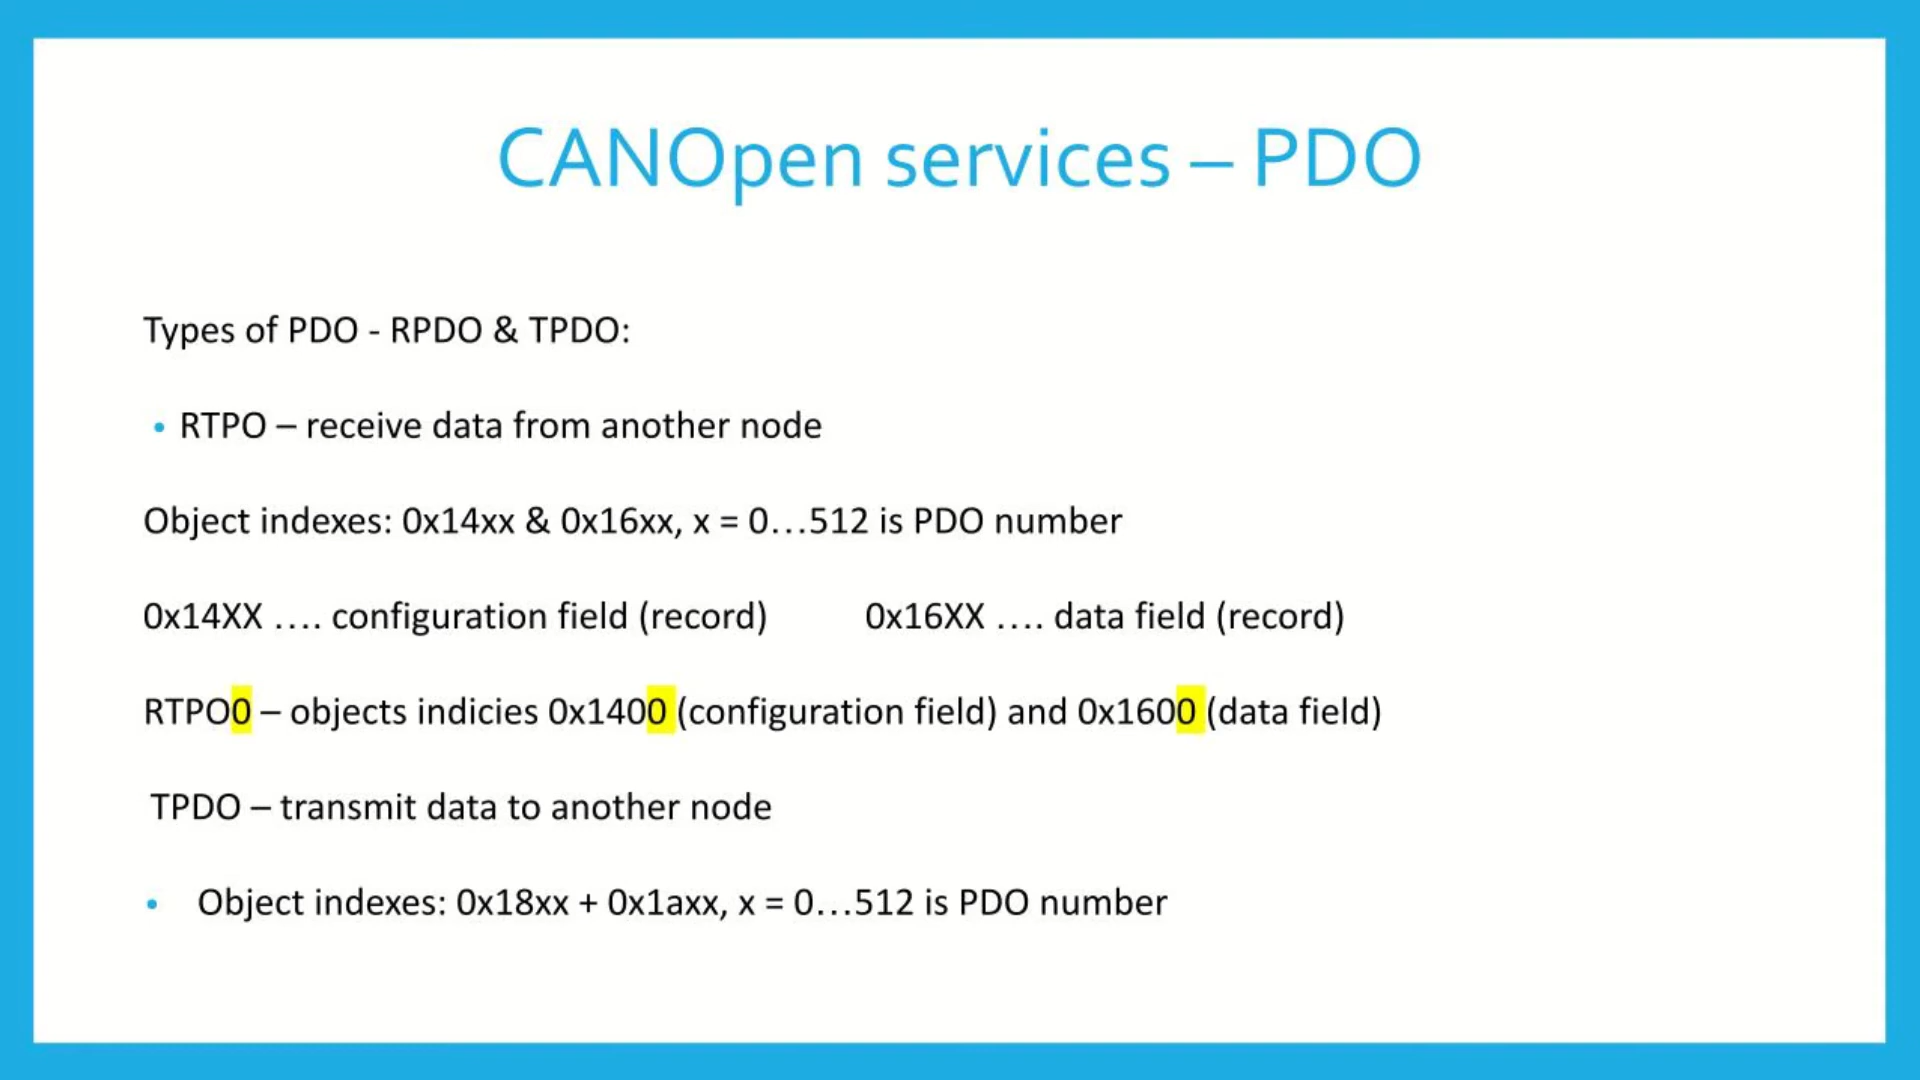 CANOpen services – PDO
Types of PDO - RPDO & TPDO:
• RTPO – receive data from another node
Object indexes: 0x14xx & 0x16xx, x = 0…512 is PDO number
0x14XX …. configuration field (record) 0x16XX …. data field (record)
RTPO0 – objects indicies 0x1400 (configuration field) and 0x1600 (data field)
TPDO – transmit data to another node
• Object indexes: 0x18xx + 0x1axx, x = 0…512 is PDO number